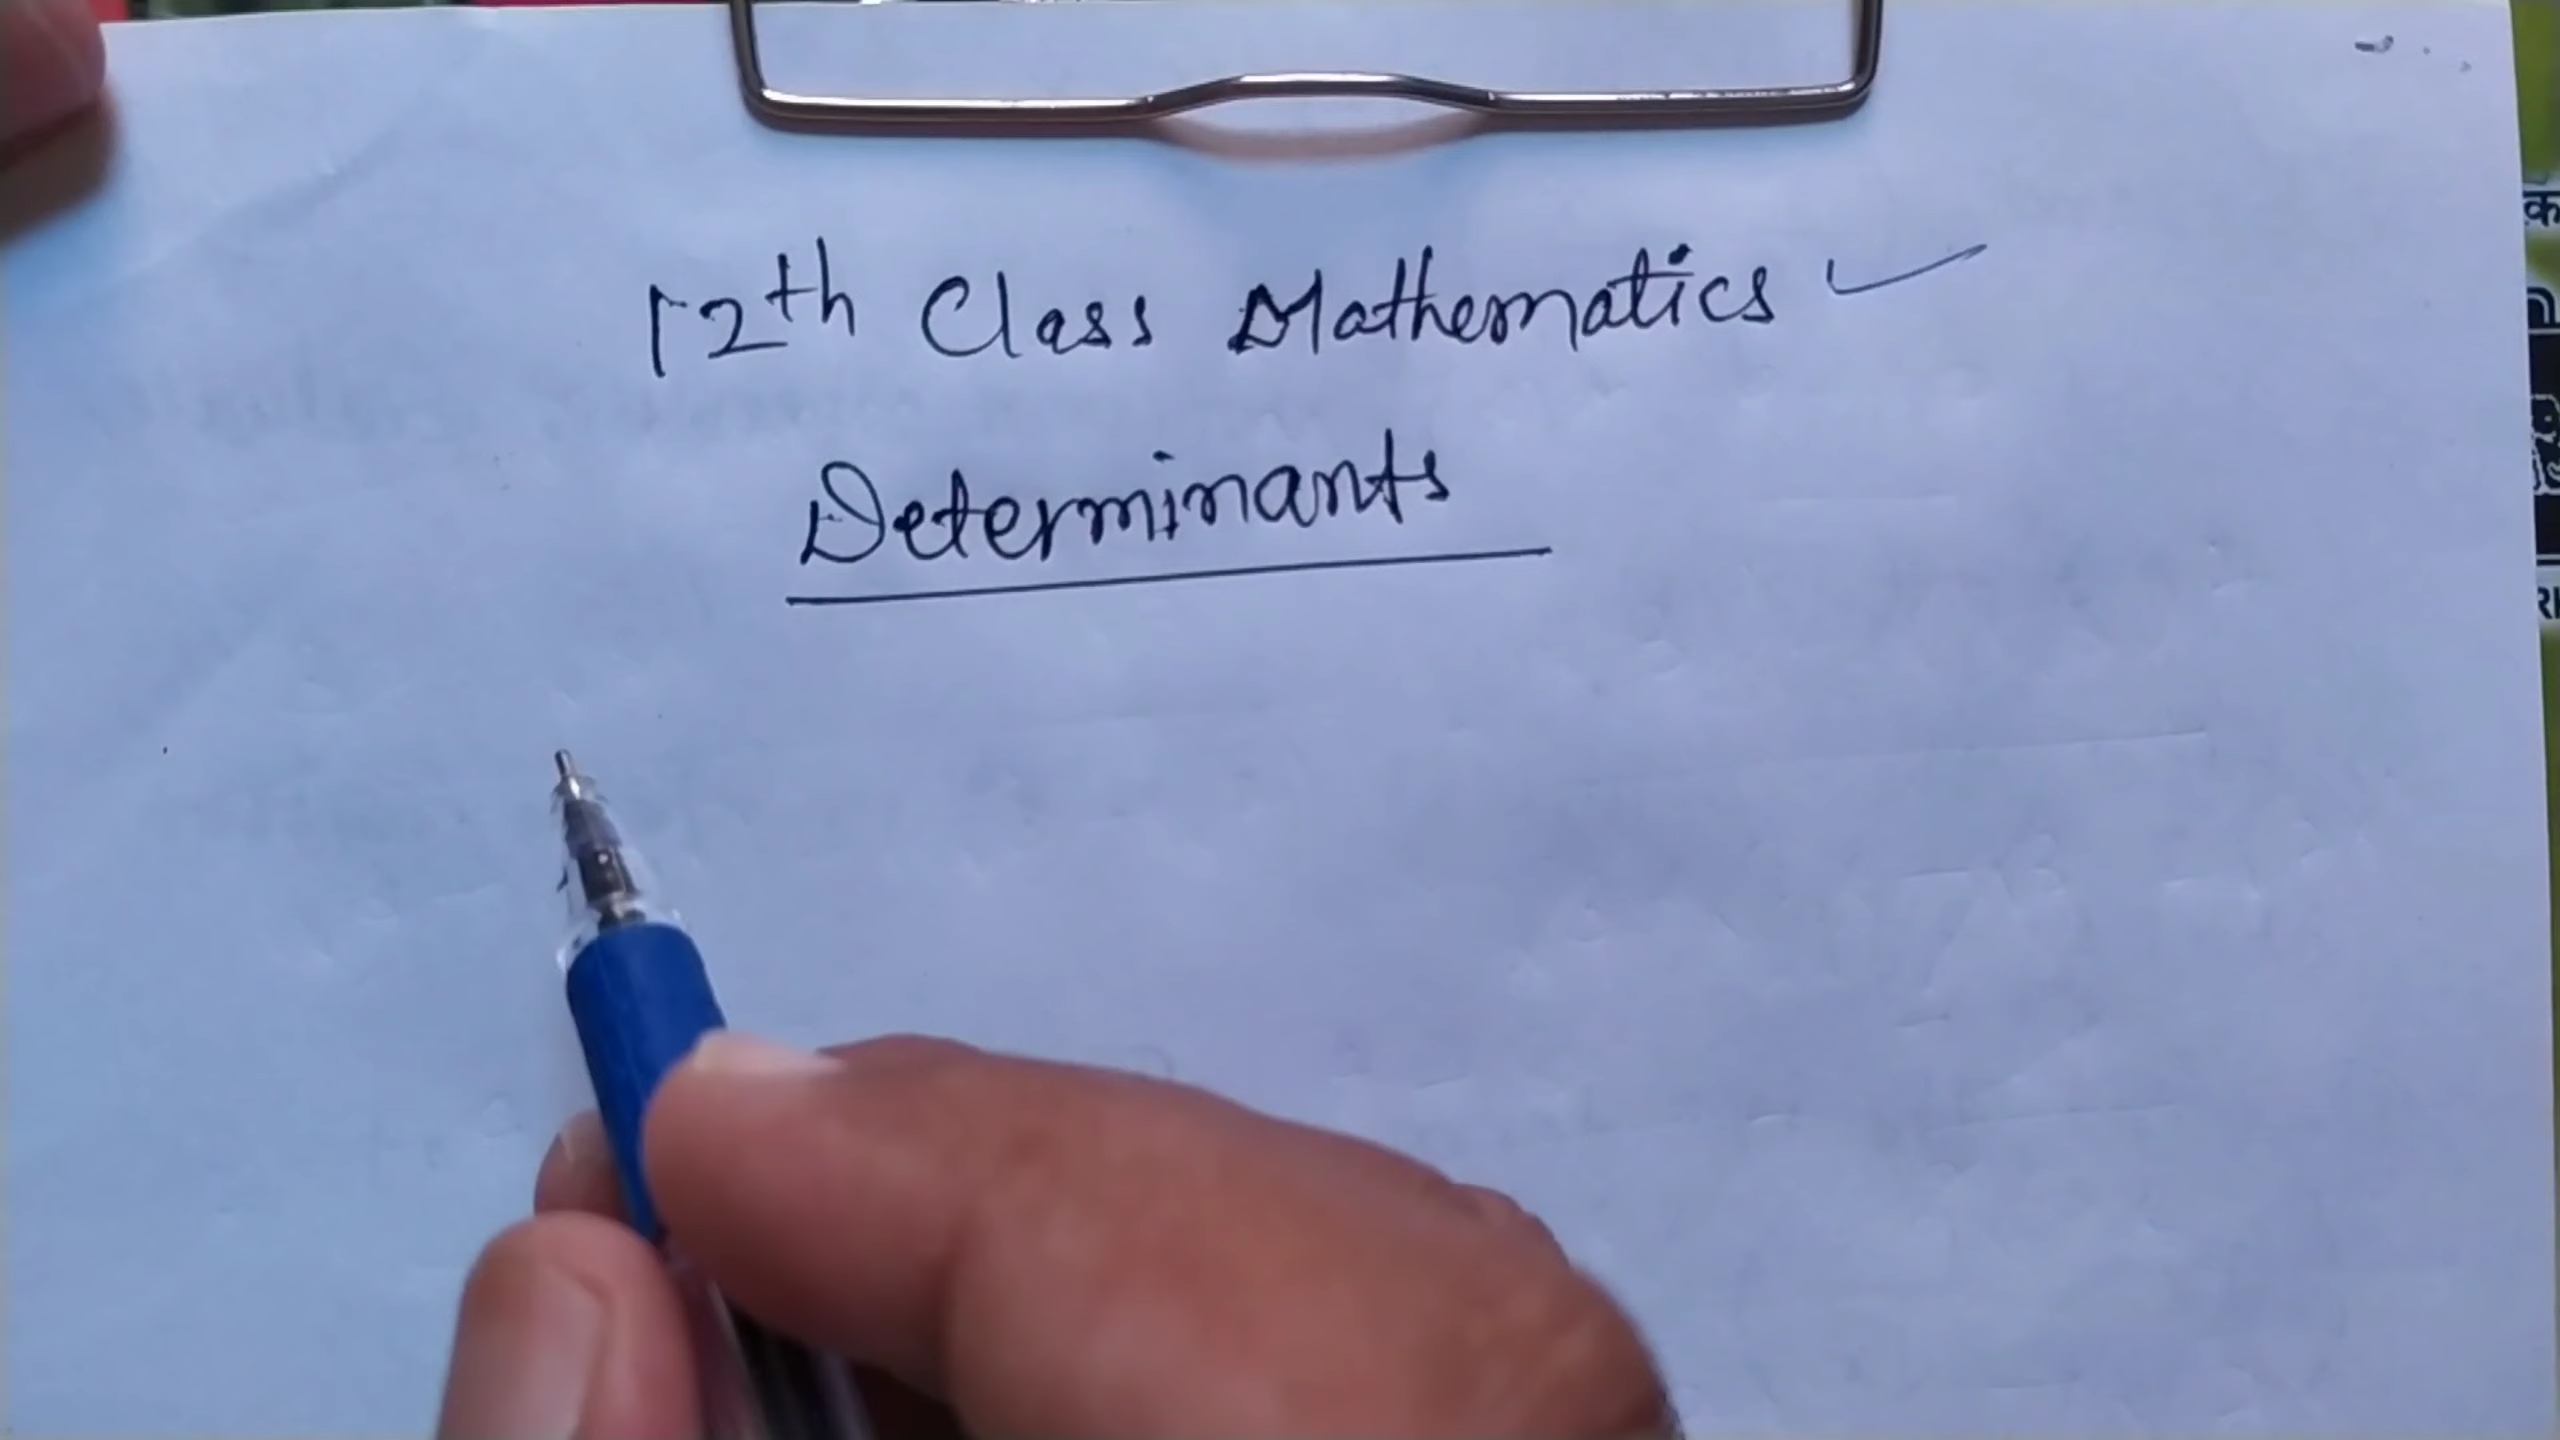 12th Class Mathematics ✓
Determinants